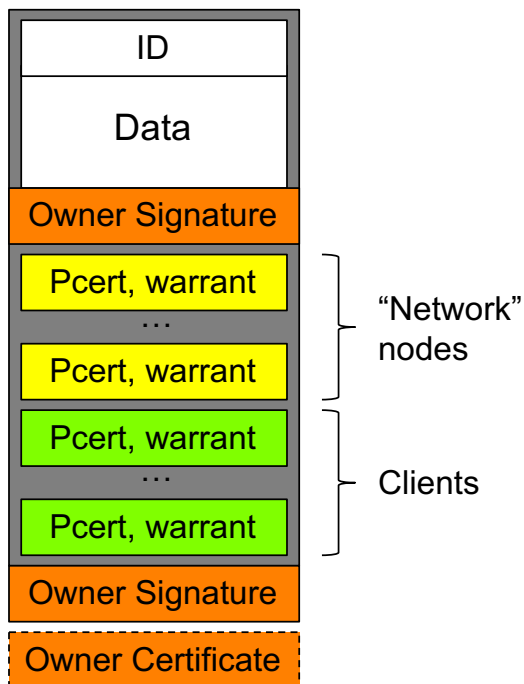 ID
Data
Owner Signature
Pcert, warrant
...
Pcert, warrant
“Network”
nodes
Pcert, warrant
...
Pcert, warrant
Clients
Owner Signature
Owner Certificate